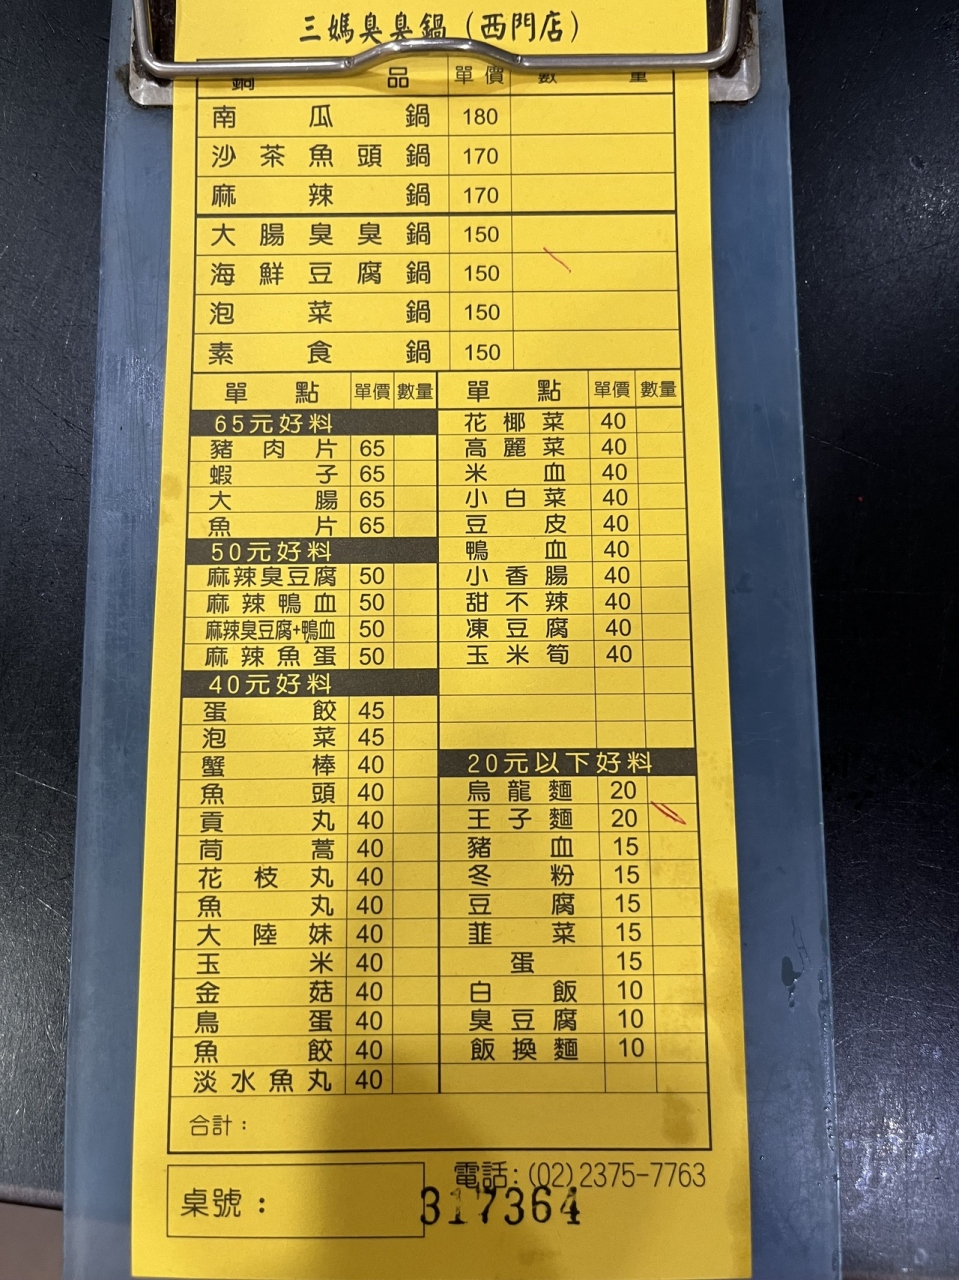 三媽臭臭鍋(西門店)
鍋品 單價 數量
南瓜鍋 180
沙茶魚頭鍋 170
麻辣鍋 170
大腸臭臭鍋 150
海鮮豆腐鍋 150
泡菜鍋 150
素食鍋 150
單點 單價 數量
65元好料
豬肉片 65
蝦子 65
大腸 65
魚片 65
50元好料
麻辣臭豆腐 50
麻辣鴨血 50
麻辣臭豆腐+鴨血 50
麻辣魚蛋 50
40元好料
蛋餃 45
泡菜 45
蟹棒 40
魚頭 40
貢丸 40
茼蒿 40
花枝丸 40
魚丸 40
大陸妹 40
玉米 40
金菇 40
鳥蛋 40
魚餃 40
淡水魚丸 40
單點 單價 數量
花椰菜 40
高麗菜 40
米血 40
小白菜 40
豆皮 40
鴨血 40
小香腸 40
甜不辣 40
凍豆腐 40
玉米筍 40
20元以下好料
烏龍麵 20
王子麵 20
豬血 15
冬粉 15
豆腐 15
韮菜 15
蛋 15
白飯 10
臭豆腐 10
飯換麵 10
合計：
電話:(02)2375-7763
桌號：
317364